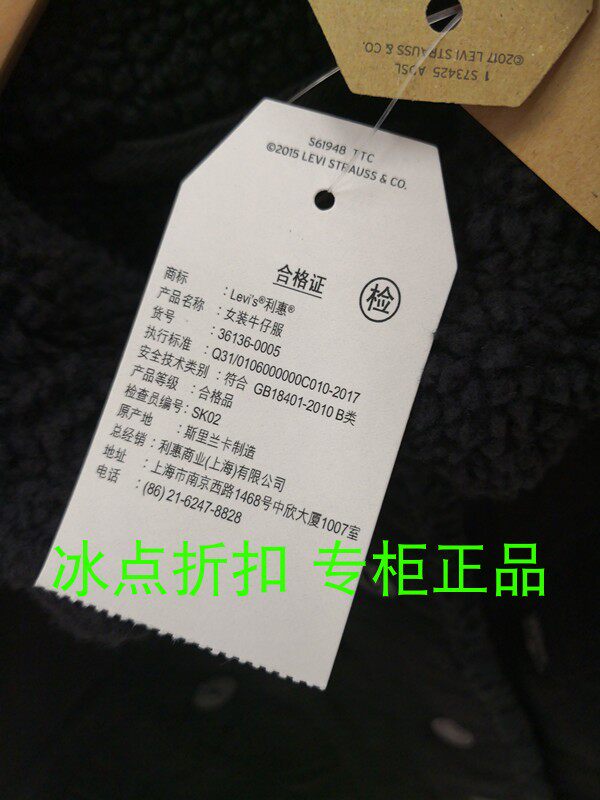 ©2017 LEVI STRAUSS & CO.
1 S73425 ADSL
S61948 TTC
©2015 LEVI STRAUSS & CO.
合格证
检
商标 : Levi's®利惠®
产品名称 : 女装牛仔服
货号 : 36136-0005
执行标准 : Q31/0106000000C010-2017
安全技术类别 : 符合 GB18401-2010 B类
产品等级 : 合格品
检查员编号: SK02
原产地 : 斯里兰卡制造
总经销 : 利惠商业(上海)有限公司
地址 : 上海市南京西路1468号中欣大厦1007室
电话 : (86) 21-6247-8828
冰点折扣 专柜正品